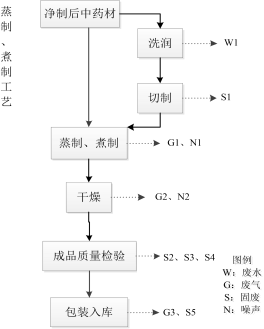 蒸制、煮制工艺
净制后中药材
洗润
W1
切制
S1
蒸制、煮制
G1、N1
干燥
G2、N2
成品质量检验
S2、S3、S4
包装入库
G3、S5
图例
W：废水
G：废气
S：固废
N：噪声